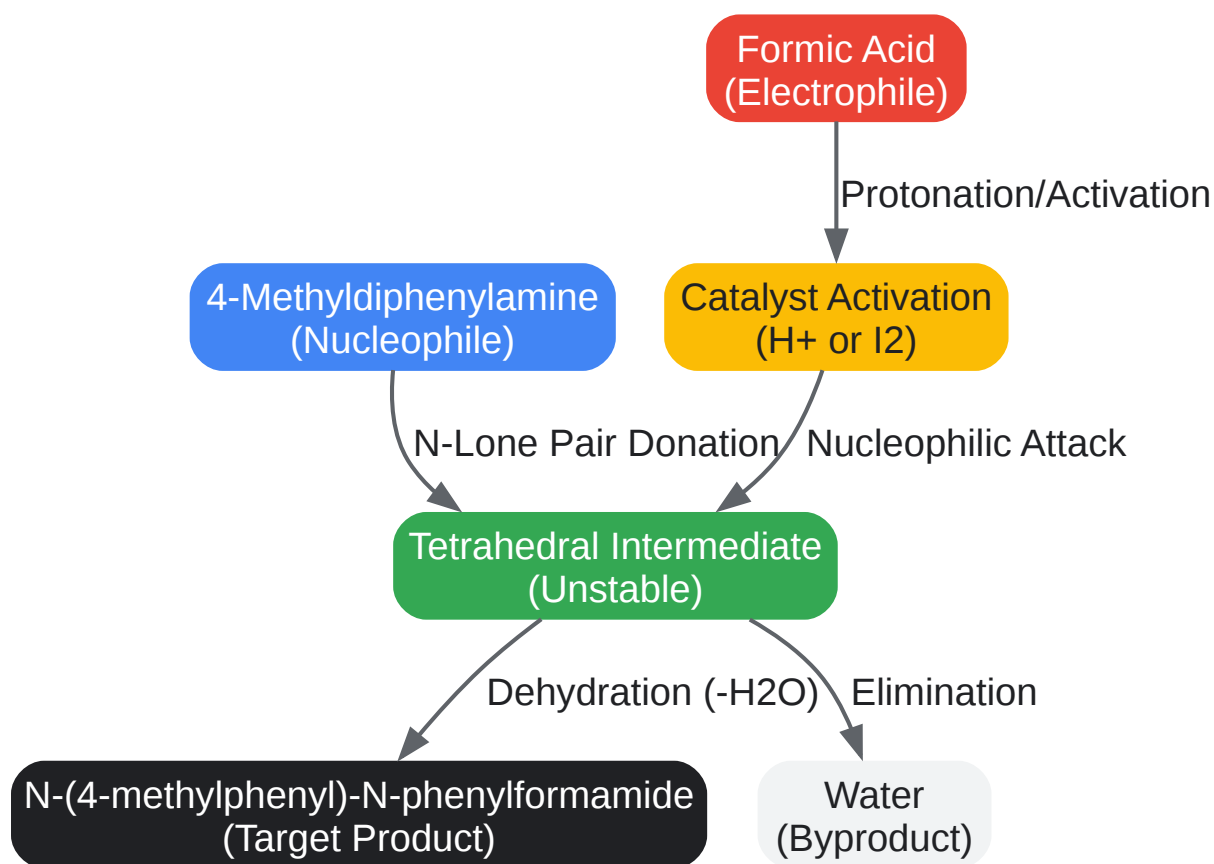 Formic Acid
(Electrophile)
Protonation/Activation
4-Methyldiphenylamine
(Nucleophile)
Catalyst Activation
(H+ or I2)
N-Lone Pair Donation
Nucleophilic Attack
Tetrahedral Intermediate
(Unstable)
Dehydration (-H2O)
Elimination
N-(4-methylphenyl)-N-phenylformamide
(Target Product)
Water
(Byproduct)